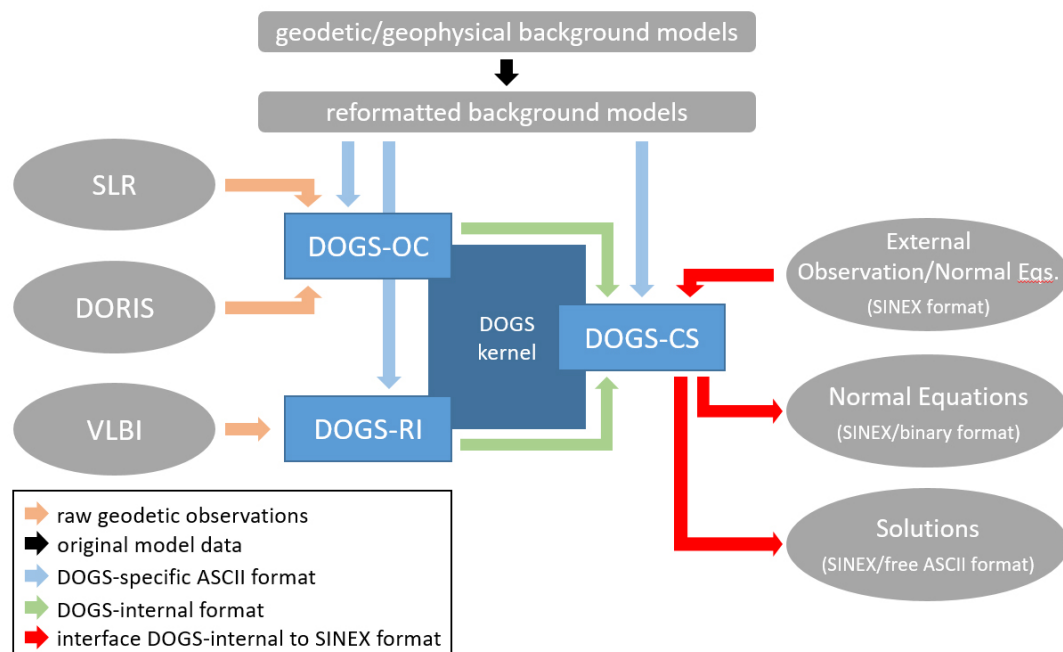 geodetic/geophysical background models
reformatted background models
SLR
DORIS
VLBI
DOGS-OC
DOGS-RI
DOGS
kernel
DOGS-CS
External
Observation/Normal Eqs.
(SINEX format)
Normal Equations
(SINEX/binary format)
Solutions
(SINEX/free ASCII format)
raw geodetic observations
original model data
DOGS-specific ASCII format
DOGS-internal format
interface DOGS-internal to SINEX format